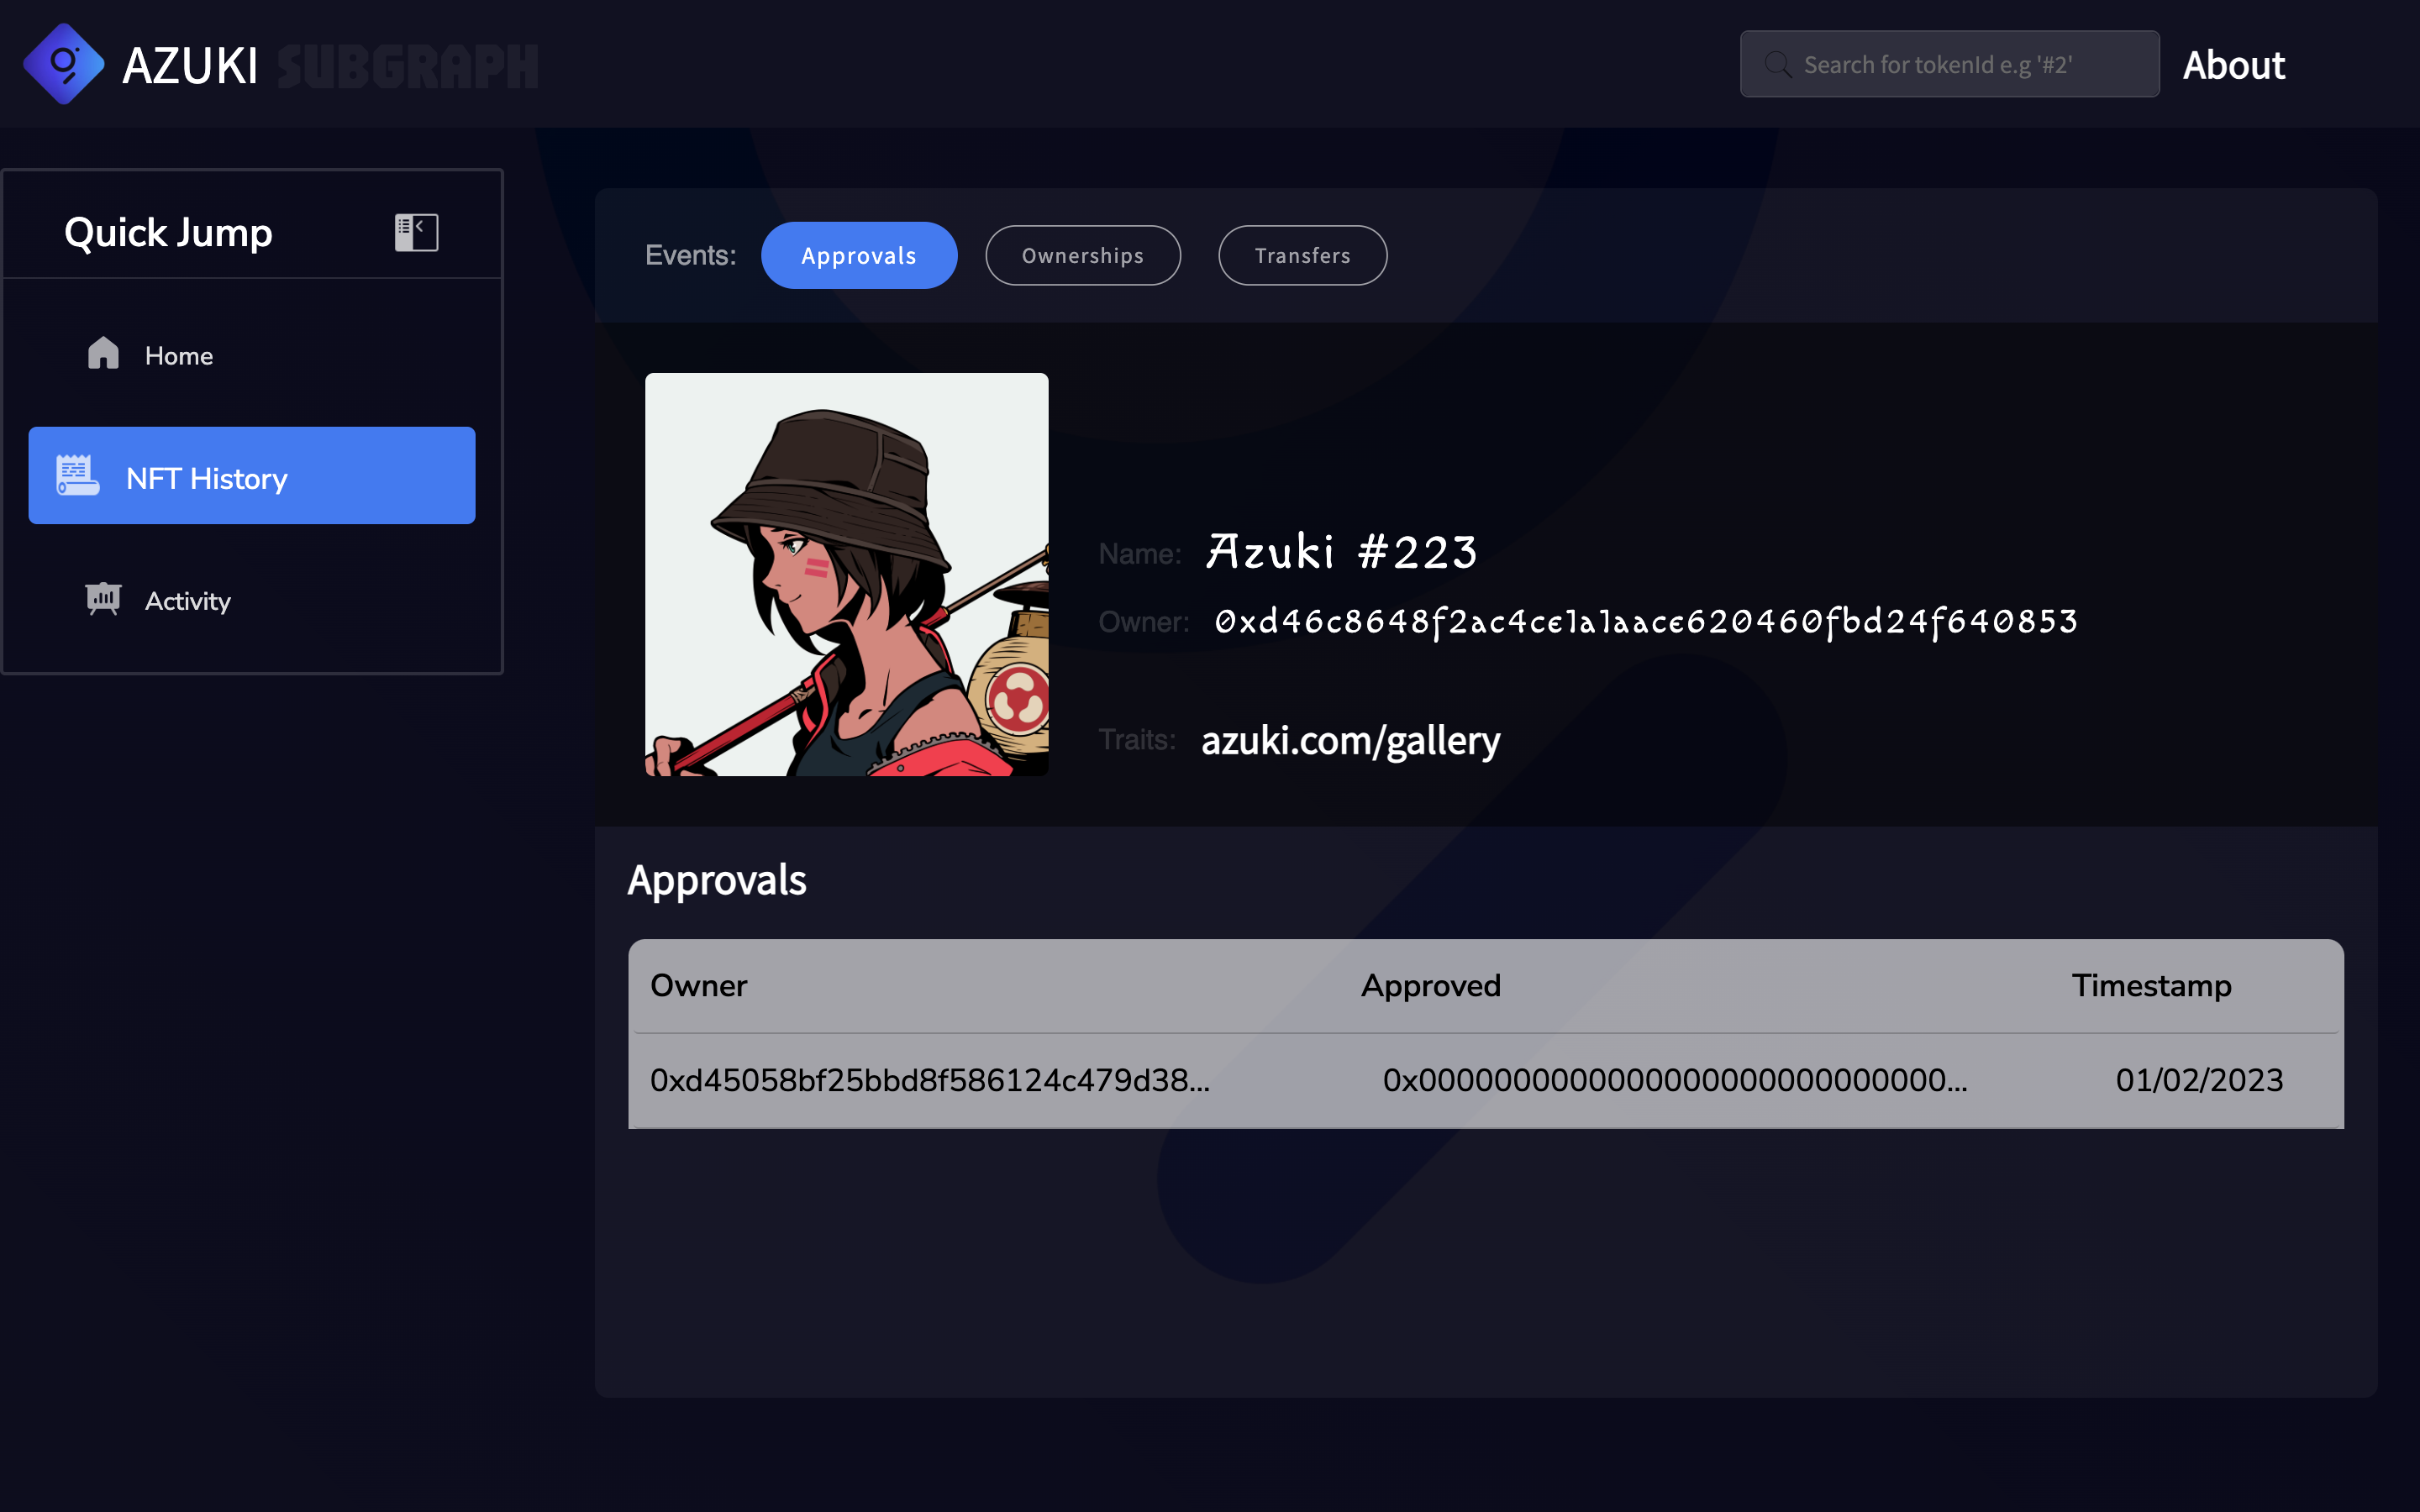 AZUKI SUBGRAPH
Search for tokenId e.g '#2'
About
Quick Jump
Home
NFT History
Activity
Events: Approvals Ownerships Transfers
Name: Azuki #223
Owner: 0xd46c8648f2ac4ce1a1aace620460fbd24f640853
Traits: azuki.com/gallery
Approvals
Owner Approved Timestamp
0xd45058bf25bbd8f586124c479d38... 0x0000000000000000000000000000... 01/02/2023